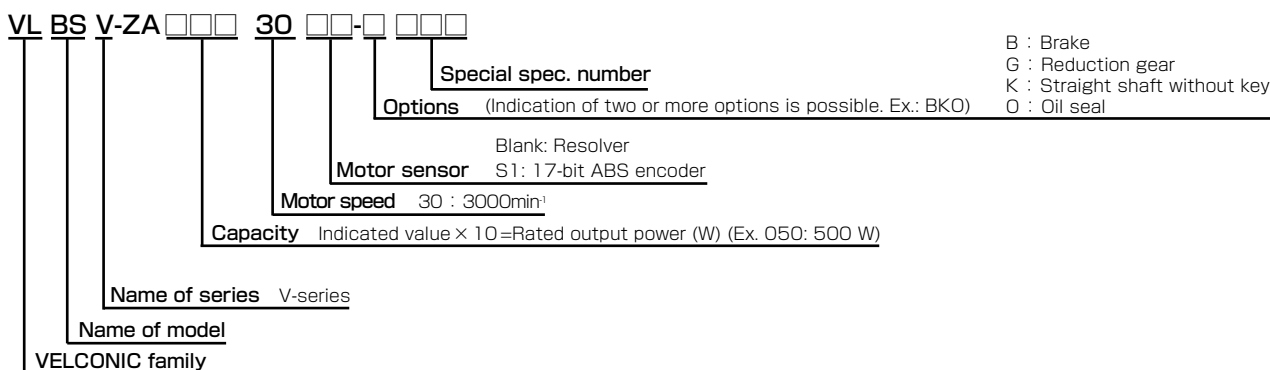 VL BS V-ZA□□□ 30 □□-□ □□□
B : Brake
G : Reduction gear
K : Straight shaft without key
O : Oil seal
Special spec. number
Options (Indication of two or more options is possible. Ex.: BKO)
Blank: Resolver
Motor sensor S1: 17-bit ABS encoder
Motor speed 30 : 3000min-1
Capacity Indicated value × 10=Rated output power (W) (Ex. 050: 500 W)
Name of series V-series
Name of model
VELCONIC family